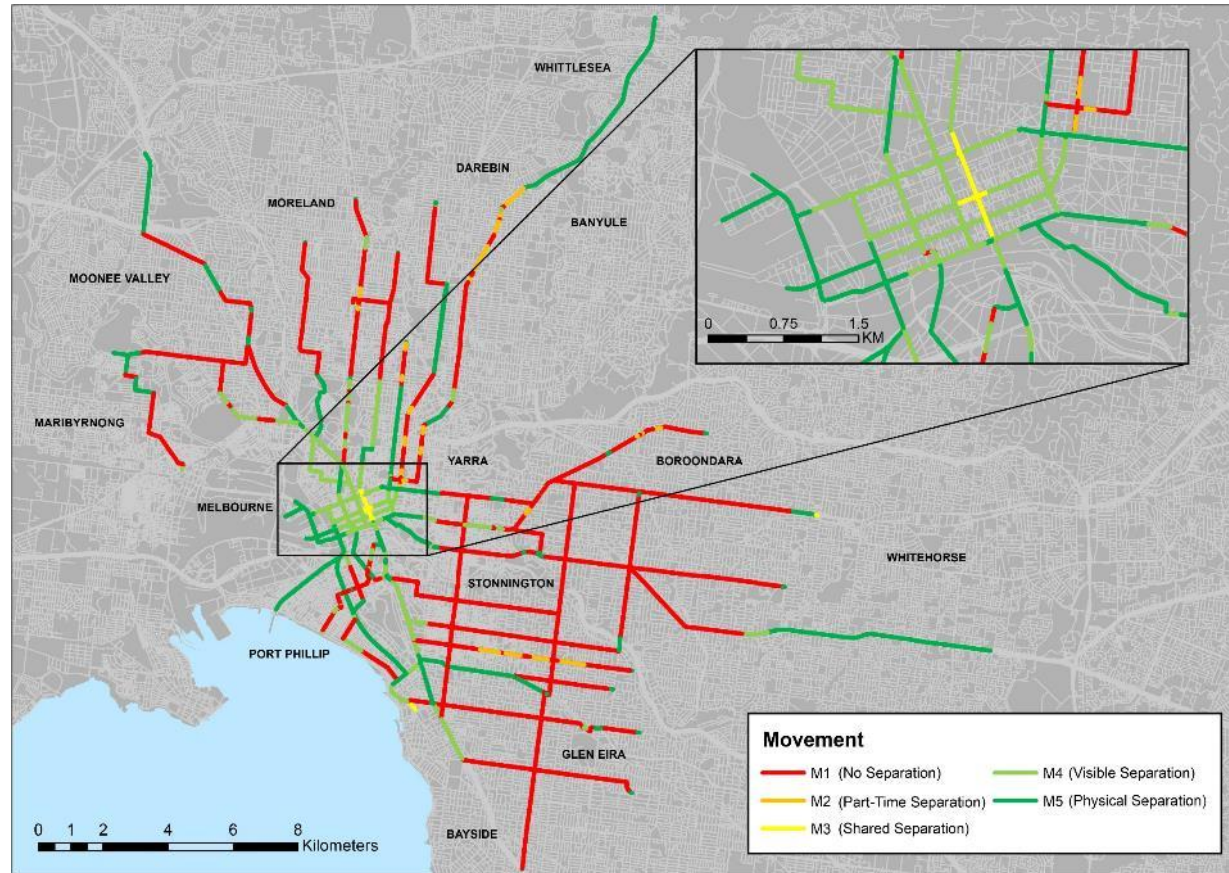 WHITTLESEA
DAREBIN
MORELAND
BANYULE
MOONEE VALLEY
0 0.75 1.5
KM
MARIBYRNONG
YARRA
BOROONDARA
MELBOURNE
WHITEHORSE
STONNINGTON
PORT PHILLIP
GLEN EIRA
BAYSIDE
0 1 2 4 6 8
Kilometers
Movement
M1 (No Separation)
M2 (Part-Time Separation)
M3 (Shared Separation)
M4 (Visible Separation)
M5 (Physical Separation)